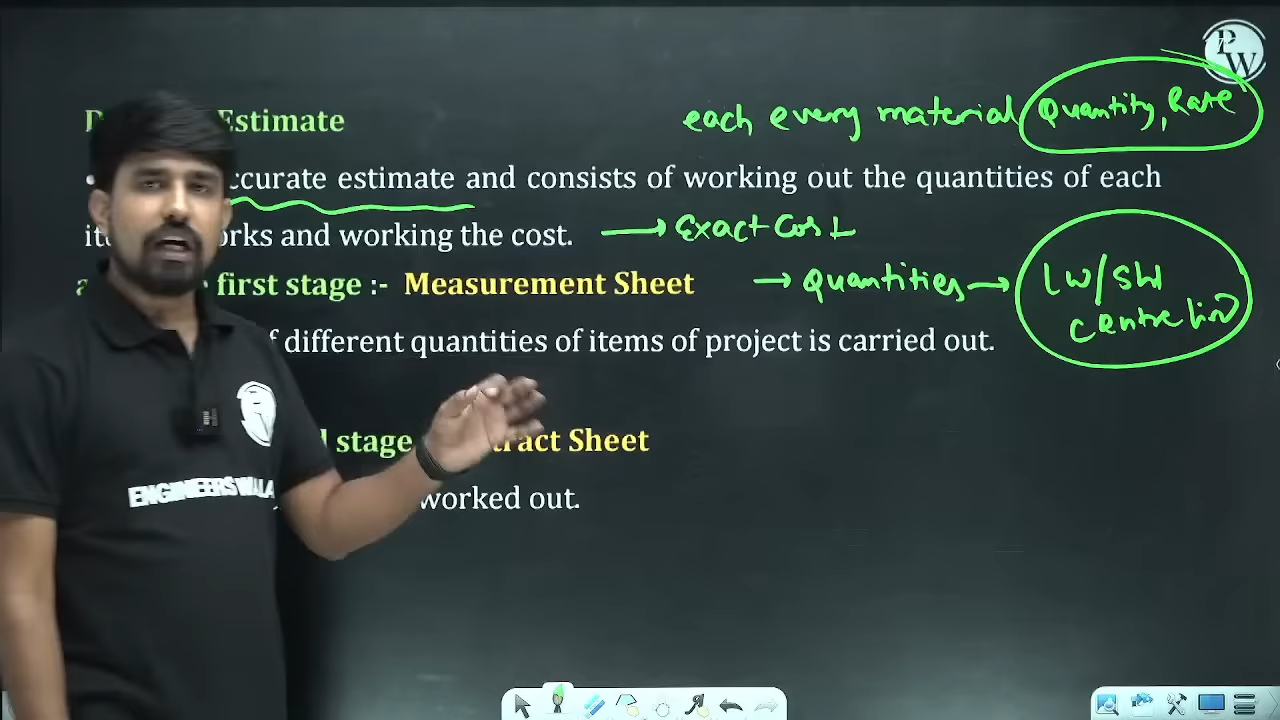 PW
Estimate
each every material Quantity, Rate
ccurate estimate and consists of working out the quantities of each
orks and working the cost. → Exact Cost
first stage :- Measurement Sheet → Quantities → LW/SW
centre line
f different quantities of items of project is carried out.
stage ract Sheet
worked out.
ENGINEERS WALA